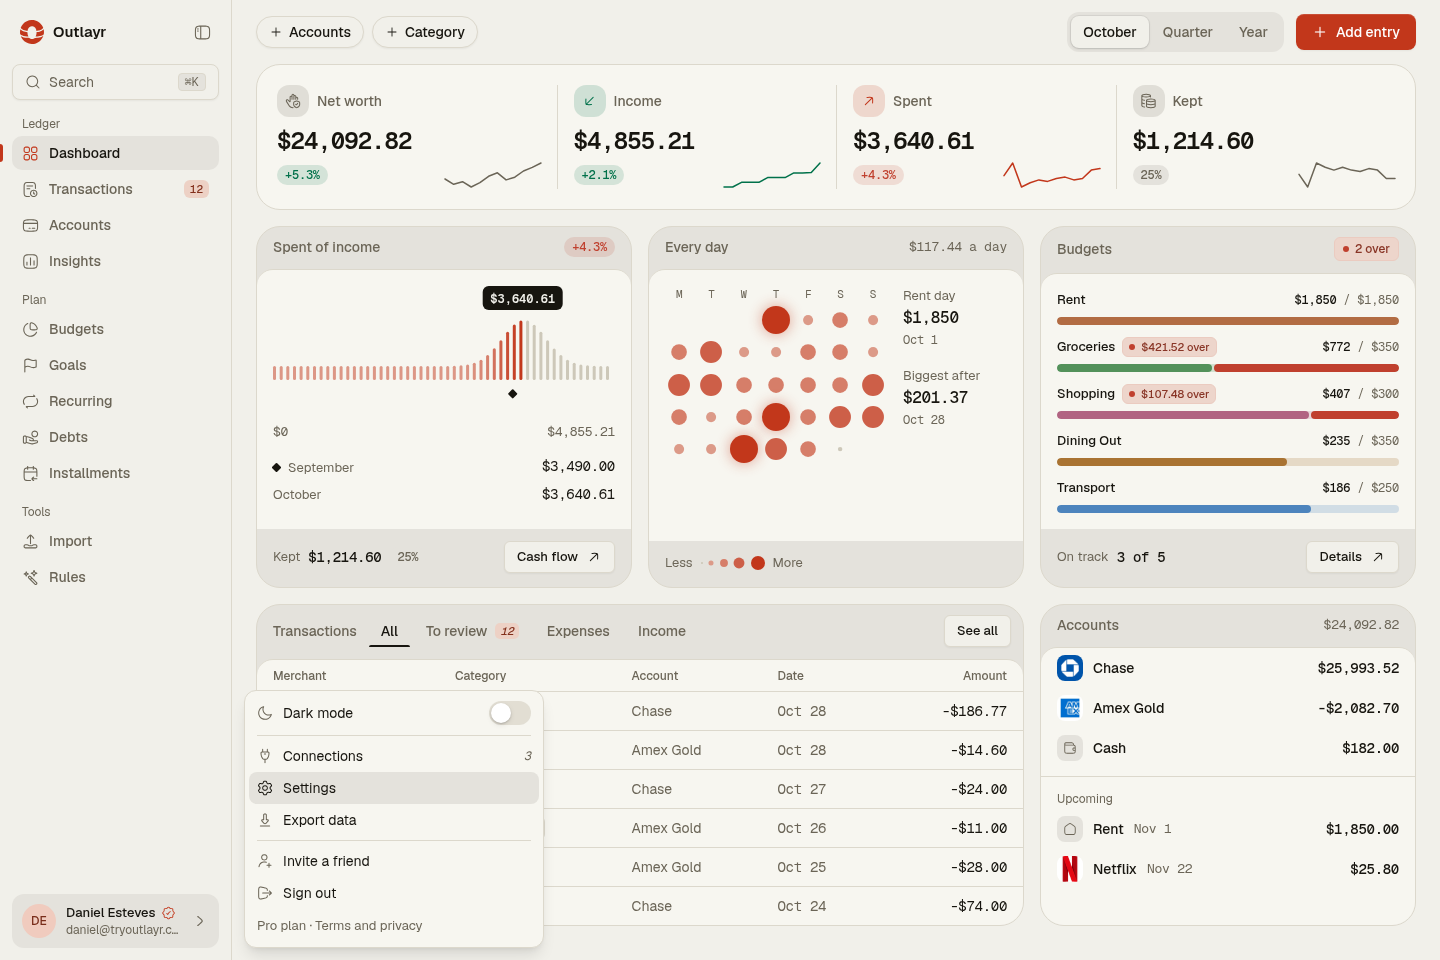 Outlayr
Search ⌘K
Ledger
Dashboard
Transactions 12
Accounts
Insights
Plan
Budgets
Goals
Recurring
Debts
Installments
Tools
Import
Rules
DE
Daniel Esteves
daniel@tryoutlayr.c...
+ Accounts
+ Category
October Quarter Year
+ Add entry
Net worth
$24,092.82
+5.3%
Income
$4,855.21
+2.1%
Spent
$3,640.61
+4.3%
Kept
$1,214.60
25%
Spent of income +4.3%
$3,640.61
$0 $4,855.21
September $3,490.00
October $3,640.61
Kept $1,214.60 25% Cash flow
Every day $117.44 a day
M T W T F S S
Rent day
$1,850
Oct 1
Biggest after
$201.37
Oct 28
Less More
Budgets 2 over
Rent $1,850 / $1,850
Groceries $421.52 over $772 / $350
Shopping $107.48 over $407 / $300
Dining Out $235 / $350
Transport $186 / $250
On track 3 of 5 Details
Transactions All To review 12 Expenses Income See all
Merchant Category Account Date Amount
Chase Oct 28 -$186.77
Amex Gold Oct 28 -$14.60
Chase Oct 27 -$24.00
Amex Gold Oct 26 -$11.00
Amex Gold Oct 25 -$28.00
Chase Oct 24 -$74.00
Dark mode
Connections 3
Settings
Export data
Invite a friend
Sign out
Pro plan · Terms and privacy
Accounts $24,092.82
Chase $25,993.52
AM
EX
Amex Gold -$2,082.70
Cash $182.00
Upcoming
Rent Nov 1 $1,850.00
N
Netflix Nov 22 $25.80